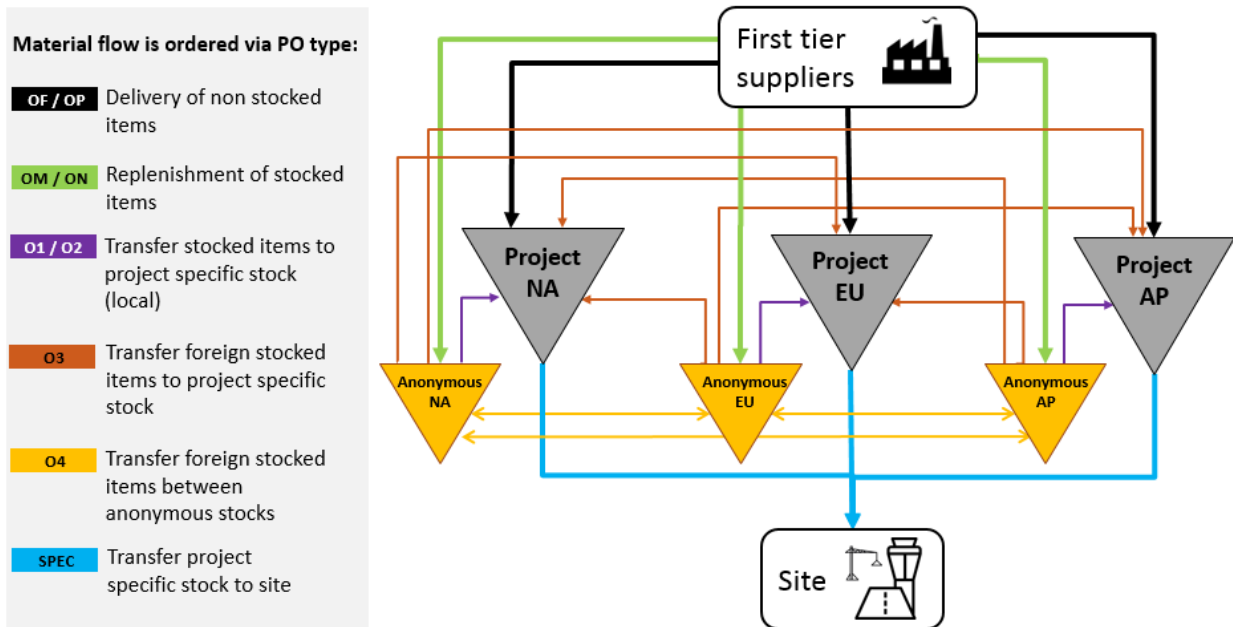 Material flow is ordered via PO type:
OF / OP
Delivery of non stocked
items
OM / ON
Replenishment of stocked
items
O1 / O2
Transfer stocked items to
project specific stock
(local)
O3
Transfer foreign stocked
items to project specific
stock
O4
Transfer foreign stocked
items between
anonymous stocks
SPEC
Transfer project
specific stock to site
First tier
suppliers
Project
NA
Project
EU
Project
AP
Anonymous
NA
Anonymous
EU
Anonymous
AP
Site